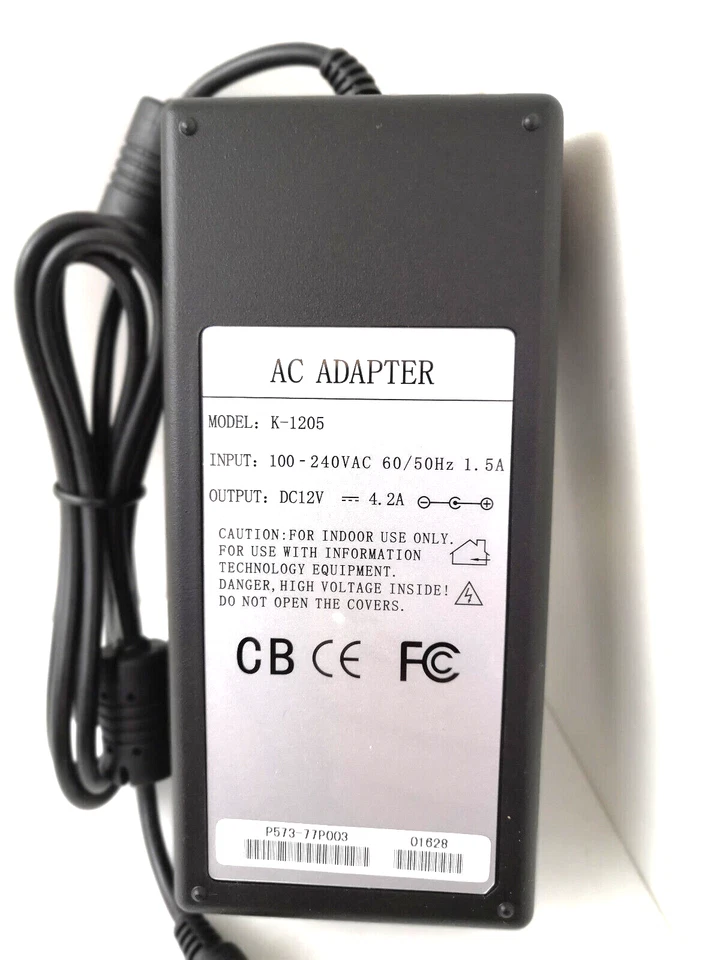 AC ADAPTER
MODEL: K-1205
INPUT: 100-240VAC 60/50Hz 1.5A
OUTPUT: DC12V ⎓ 4.2A
CAUTION:FOR INDOOR USE ONLY.
FOR USE WITH INFORMATION
TECHNOLOGY EQUIPMENT.
DANGER,HIGH VOLTAGE INSIDE!
DO NOT OPEN THE COVERS.
CB CE FC
P573-77P003 01628